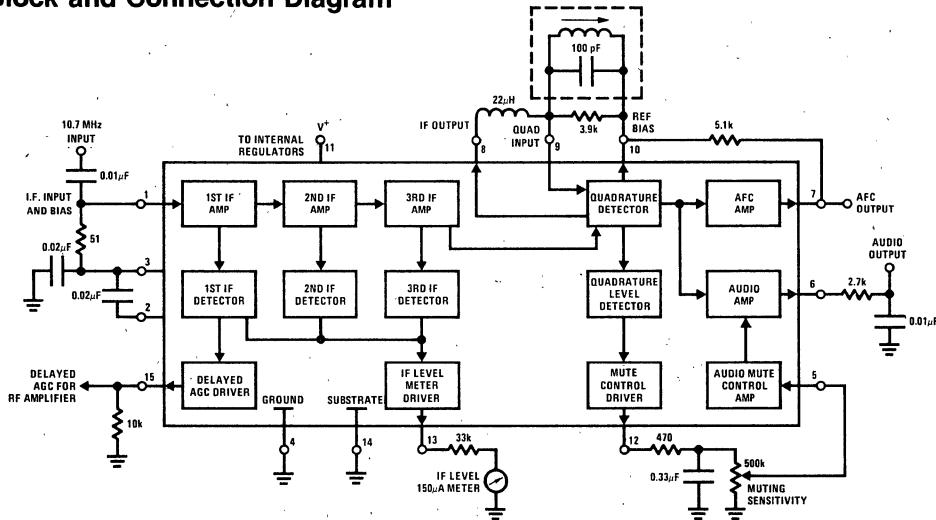 Block and Connection Diagram
100 pF
22μH
3.9k
IF OUTPUT
8
QUAD
INPUT
9
REF
BIAS
10
5.1k
10.7 MHz
INPUT
0.01μF
TO INTERNAL
REGULATORS
V+
11
I.F. INPUT
AND BIAS
1
1ST IF
AMP
2ND IF
AMP
3RD IF
AMP
QUADRATURE
DETECTOR
AFC
AMP
7
AFC
OUTPUT
51
0.02μF
3
0.02μF
2
1ST IF
DETECTOR
2ND IF
DETECTOR
3RD IF
DETECTOR
QUADRATURE
LEVEL
DETECTOR
AUDIO
AMP
6
2.7k
AUDIO
OUTPUT
0.01μF
DELAYED
AGC FOR
RF AMPLIFIER
15
10k
DELAYED
AGC DRIVER
GROUND
4
SUBSTRATE
14
IF LEVEL
METER
DRIVER
13
33k
IF LEVEL
150μA METER
MUTE
CONTROL
DRIVER
12
470
0.33μF
AUDIO MUTE
CONTROL
AMP
5
500k
MUTING
SENSITIVITY